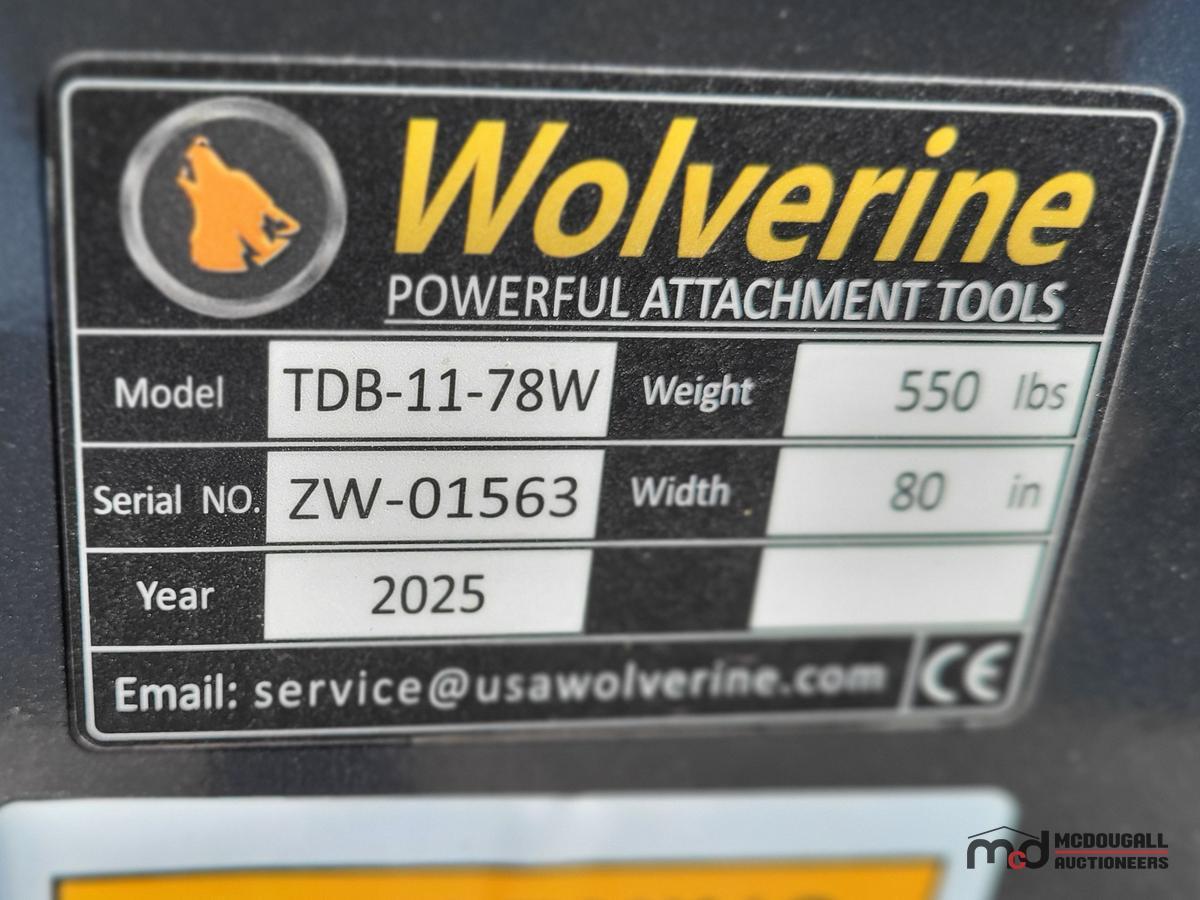 Wolverine
POWERFUL ATTACHMENT TOOLS
Model TDB-11-78W Weight 550 lbs
Serial NO. ZW-01563 Width 80 in
Year 2025
Email: service@usawolverine.com CE
mcd MCDOUGALL
AUCTIONEERS